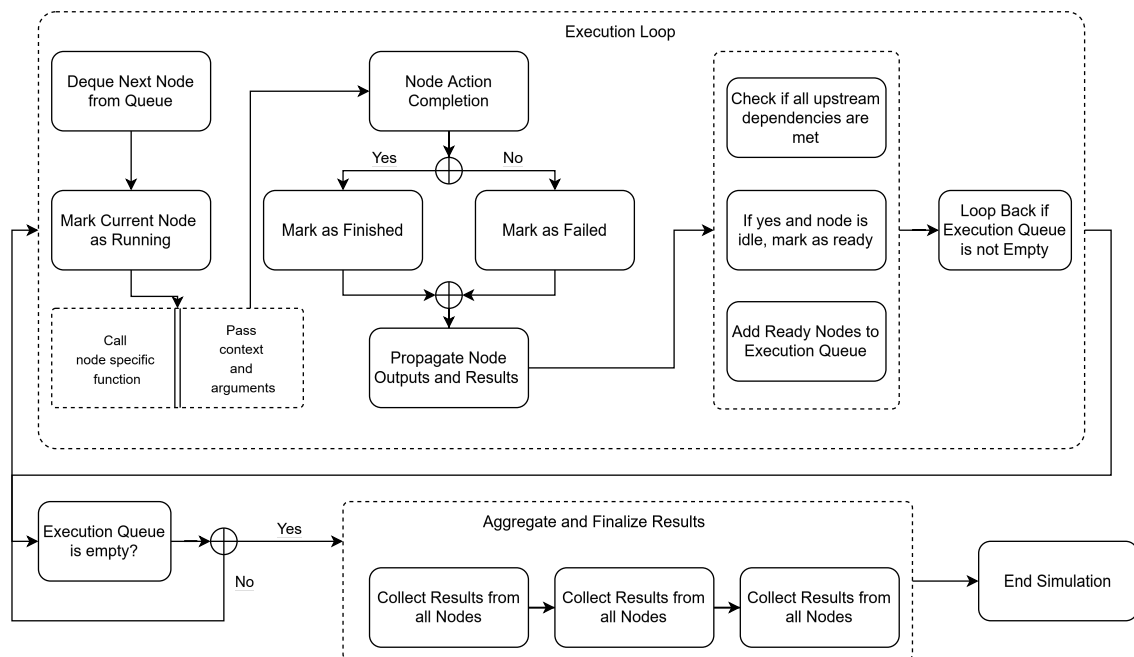 Execution Loop
Deque Next Node
from Queue
Mark Current Node
as Running
Call
node specific
function
Pass
context
and
arguments
Node Action
Completion
Yes
No
Mark as Finished
Mark as Failed
Propagate Node
Outputs and Results
Check if all upstream
dependencies are
met
If yes and node is
idle, mark as ready
Add Ready Nodes to
Execution Queue
Loop Back if
Execution Queue
is not Empty
Execution Queue
is empty?
Yes
No
Aggregate and Finalize Results
Collect Results from
all Nodes
Collect Results from
all Nodes
Collect Results from
all Nodes
End Simulation